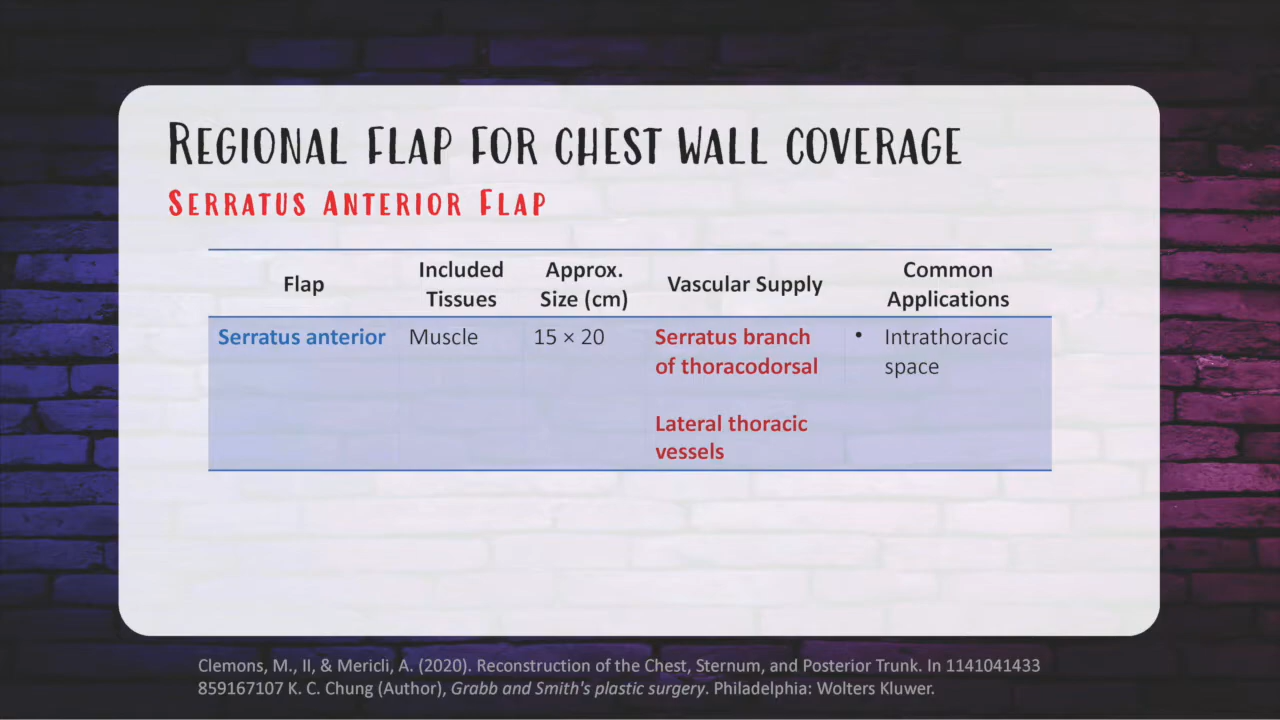 REGIONAL FLAP FOR CHEST WALL COVERAGE
SERRATUS ANTERIOR FLAP
Flap
Included
Tissues
Approx.
Size (cm)
Vascular Supply
Common
Applications
Serratus anterior
Muscle
15 × 20
Serratus branch
of thoracodorsal
Lateral thoracic
vessels
• Intrathoracic
space
Clemons, M., II, & Mericli, A. (2020). Reconstruction of the Chest, Sternum, and Posterior Trunk. In 1141041433
859167107 K. C. Chung (Author), Grabb and Smith's plastic surgery. Philadelphia: Wolters Kluwer.